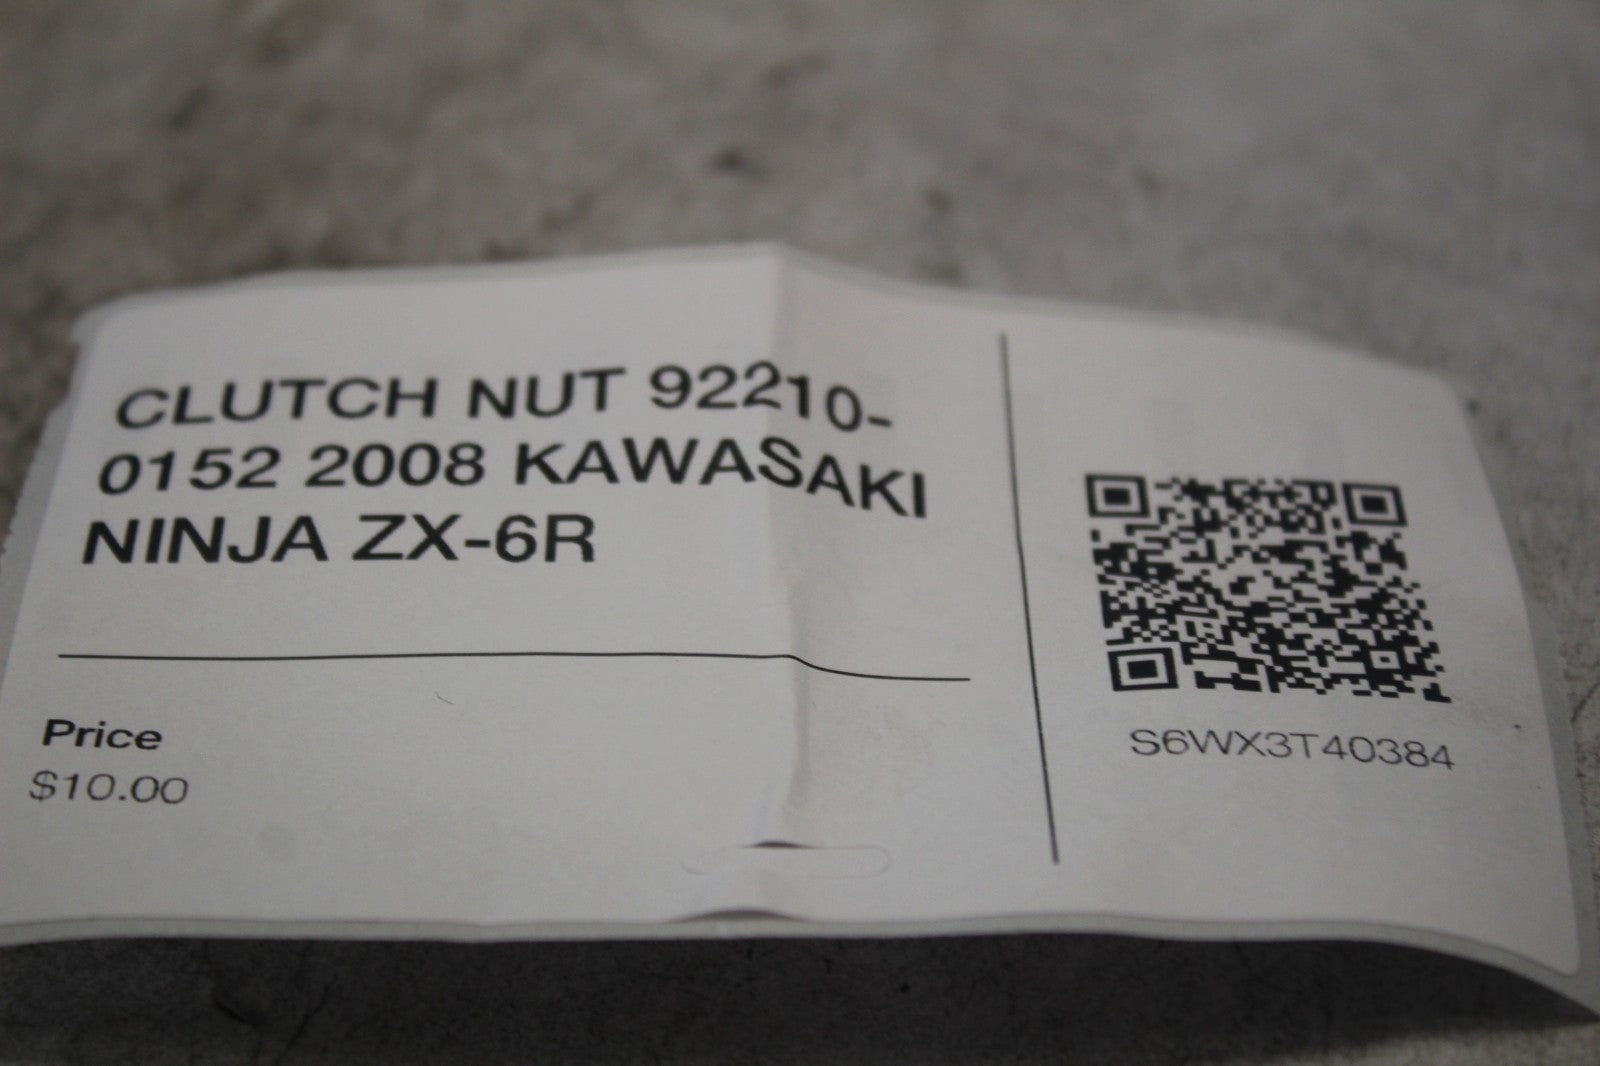 CLUTCH NUT 92210-
0152 2008 KAWASAKI
NINJA ZX-6R
Price
$10.00
S6WX3T40384